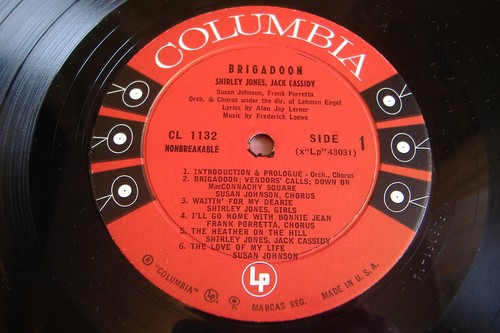 COLUMBIA
BRIGADOON
SHIRLEY JONES, JACK CASSIDY
Susan Johnson, Frank Porretta
Orch. & Chorus under the dir. of Lehman Engel
Lyrics by Alan Jay Lerner
Music by Frederick Loewe
CL 1132
NONBREAKABLE
SIDE 1
(x"Lp" 43031)
1. INTRODUCTION & PROLOGUE - Orch., Chorus
2. BRIGADOON; VENDORS' CALLS; DOWN ON
MacCONNACHY SQUARE
SUSAN JOHNSON, CHORUS
3. WAITIN' FOR MY DEARIE
SHIRLEY JONES, GIRLS
4. I'LL GO HOME WITH BONNIE JEAN
FRANK PORRETTA, CHORUS
5. THE HEATHER ON THE HILL
SHIRLEY JONES, JACK CASSIDY
6. THE LOVE OF MY LIFE
SUSAN JOHNSON
Lp
® "COLUMBIA" MARCAS REG. MADE IN U.S.A.